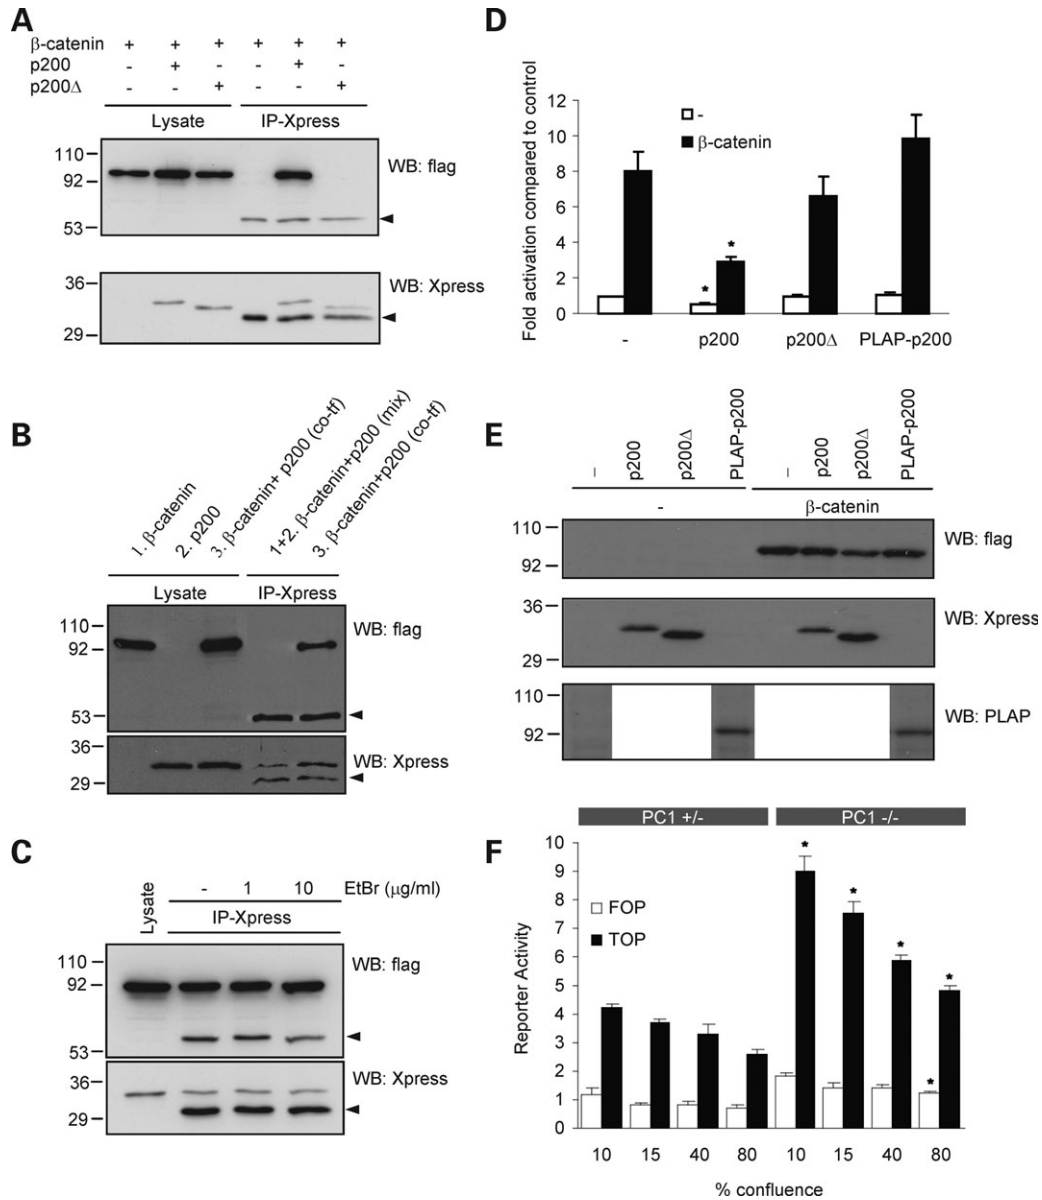 A
β-catenin + + + + + +
p200 - + - - + -
p200Δ - - + - - +
Lysate IP-Xpress
110
92
53
WB: flag
36
29
WB: Xpress
B
1. β-catenin
2. p200
3. β-catenin+ p200 (co-tf)
1+2. β-catenin+p200 (mix)
3. β-catenin+p200 (co-tf)
Lysate IP-Xpress
110
92
53
WB: flag
36
29
WB: Xpress
C
Lysate
- 1 10 EtBr (μg/ml)
IP-Xpress
110
92
53
WB: flag
36
29
WB: Xpress
D
Fold activation compared to control
12
10
8
6
4
2
0
-
β-catenin
* *
- p200 p200Δ PLAP-p200
E
– p200 p200Δ PLAP-p200 – p200 p200Δ PLAP-p200
- β-catenin
110
92
WB: flag
36
29
WB: Xpress
110
92
WB: PLAP
F
PC1 +/- PC1 -/-
Reporter Activity
10
9
8
7
6
5
4
3
2
1
0
FOP
TOP
* * * * *
10 15 40 80 10 15 40 80
% confluence